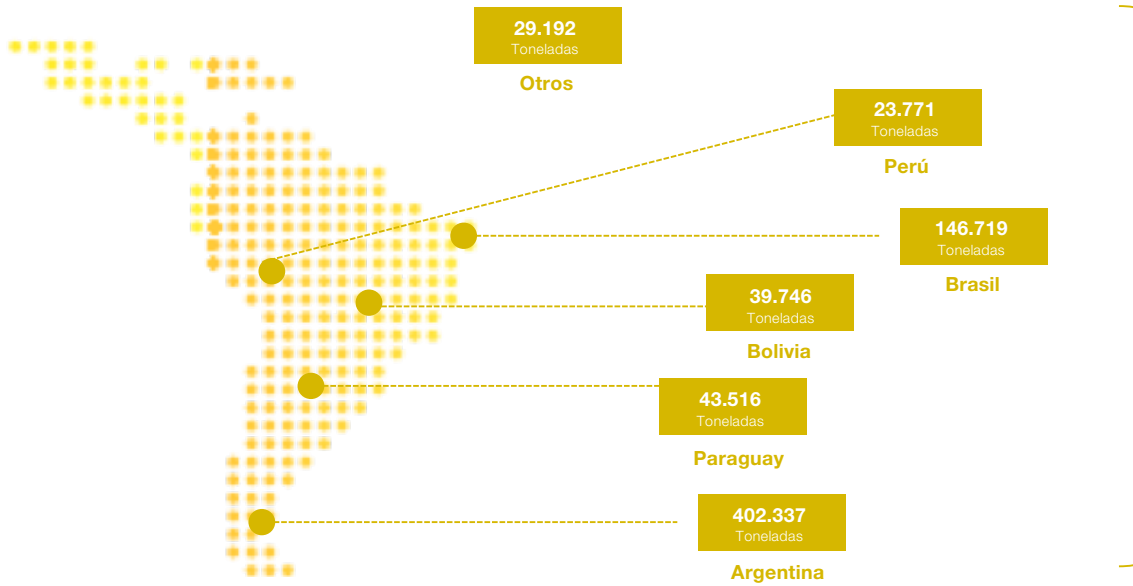 29.192
Toneladas
Otros
23.771
Toneladas
Perú
146.719
Toneladas
Brasil
39.746
Toneladas
Bolivia
43.516
Toneladas
Paraguay
402.337
Toneladas
Argentina